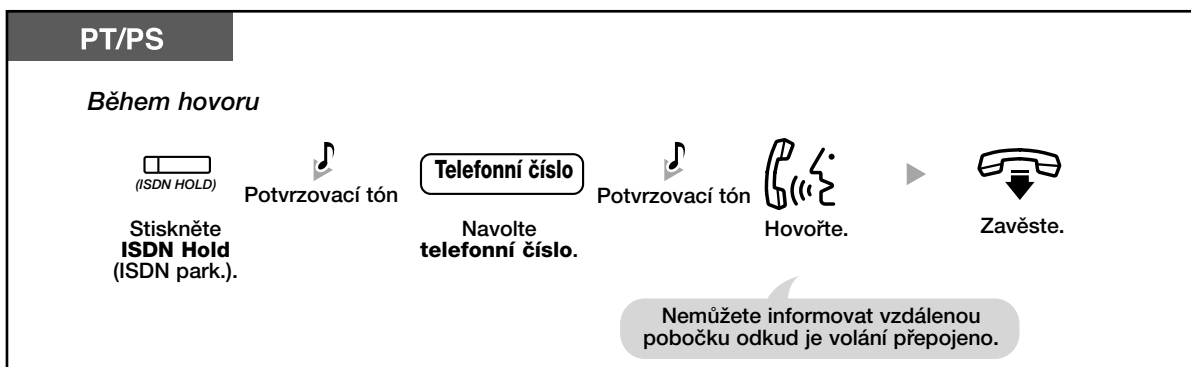 PT/PS
Během hovoru
(ISDN HOLD)
Stiskněte
ISDN Hold
(ISDN park.).
Potvrzovací tón
Telefonní číslo
Navolte
telefonní číslo.
Potvrzovací tón
Hovořte.
Zavěste.
Nemůžete informovat vzdálenou
pobočku odkud je volání přepojeno.